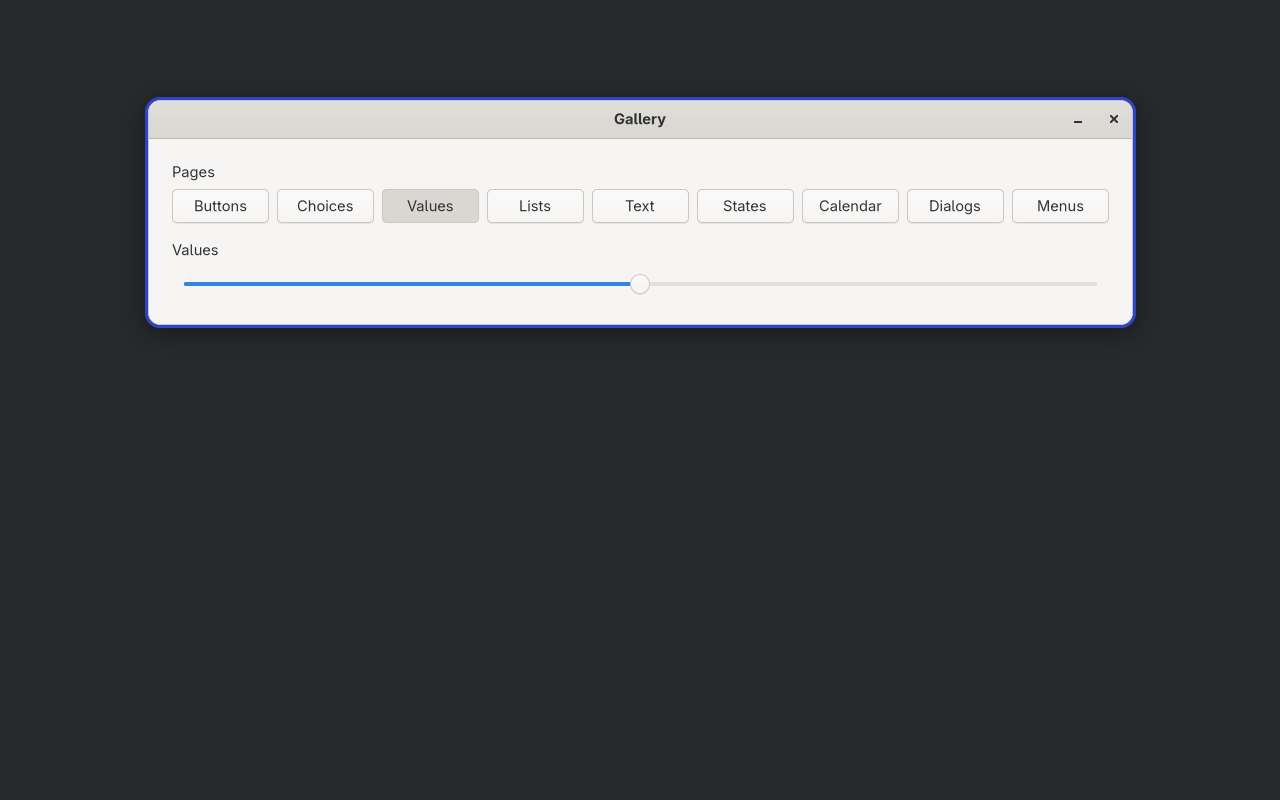 Gallery
Pages
Buttons Choices Values Lists Text States Calendar Dialogs Menus
Values